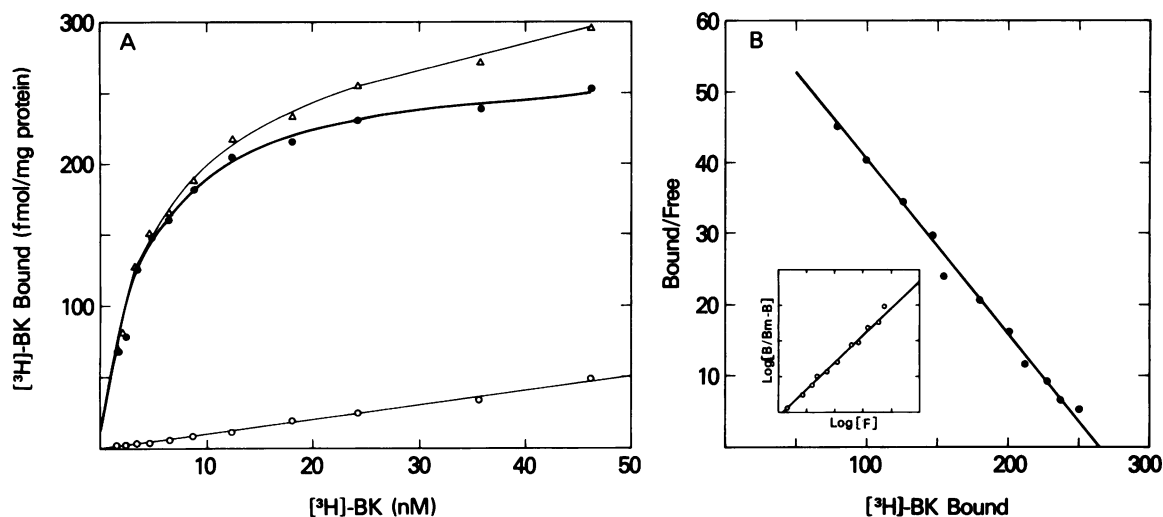 A
300
200
100
10
20
30
40
50
[³H]-BK Bound (fmol/mg protein)
[³H]-BK (nM)
B
60
50
40
30
20
10
100
200
300
Bound/Free
[³H]-BK Bound
Log[B/Bm-B]
Log[F]